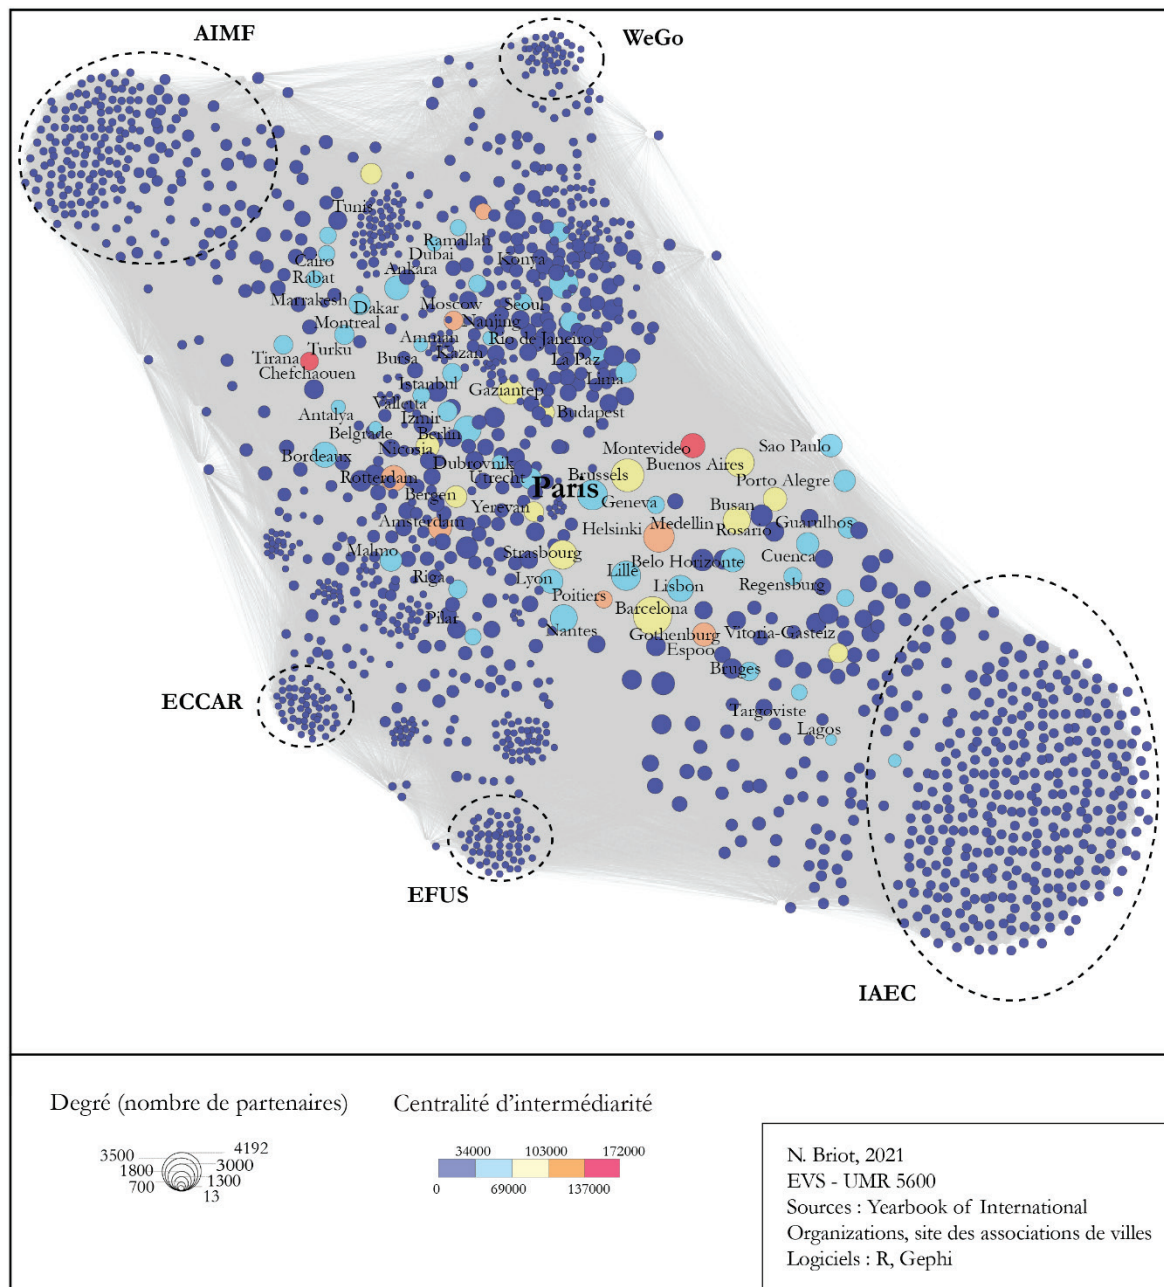 AIMF
WeGo
Tunis
Ramallah
Dubai
Cairo
Ankara
Konya
Rabat
Marrakesh
Dakar
Moscow
Seoul
Montreal
Nanjing
Amman
Rio de Janeiro
Tirana
Turku
Bursa
Kazan
La Paz
Chefchaouen
Istanbul
Gaziantep
Lima
Antalya
Valletta
Izmir
Budapest
Belgrade
Berlin
Montevideo
Sao Paulo
Bordeaux
Nicosia
Dubrovnik
Buenos Aires
Rotterdam
Utrecht
Brussels
Porto Alegre
Bergen
Paris
Geneva
Busan
Yerevan
Amsterdam
Helsinki
Medellin
Rosario
Guarulhos
Malmo
Strasbourg
Belo Horizonte
Cuenca
Riga
Lyon
Lille
Lisbon
Regensburg
Poitiers
Pilar
Barcelona
Nantes
Gothenburg
Vitoria-Gasteiz
Espoo
Bruges
ECCAR
Targoviste
Lagos
EFUS
IAEC
Degré (nombre de partenaires)
3500
1800
700
4192
3000
1300
13
Centralité d'intermédiarité
34000 103000 172000
0 69000 137000
N. Briot, 2021
EVS - UMR 5600
Sources : Yearbook of International
Organizations, site des associations de villes
Logiciels : R, Gephi